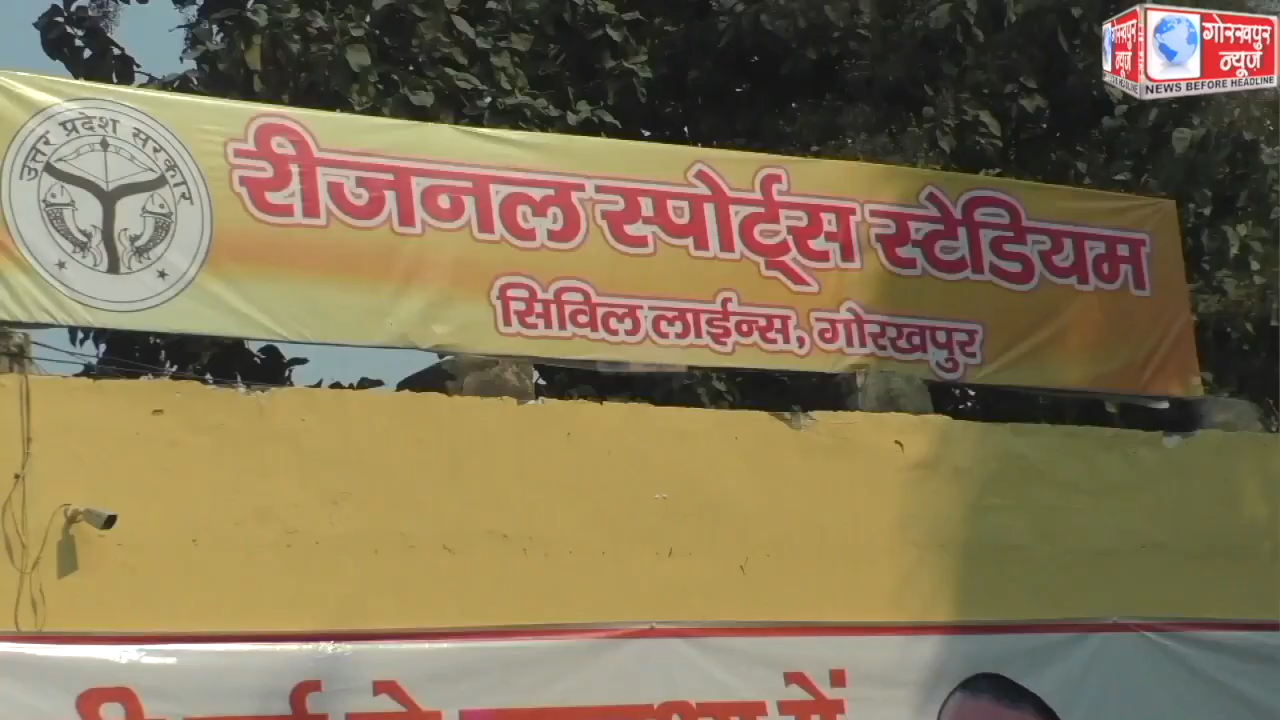 गोरखपुर
न्यूज़
NEWS BEFORE HEADLINE
उत्तर प्रदेश सरकार
रीजनल स्पोर्ट्स स्टेडियम
सिविल लाईन्स, गोरखपुर
में